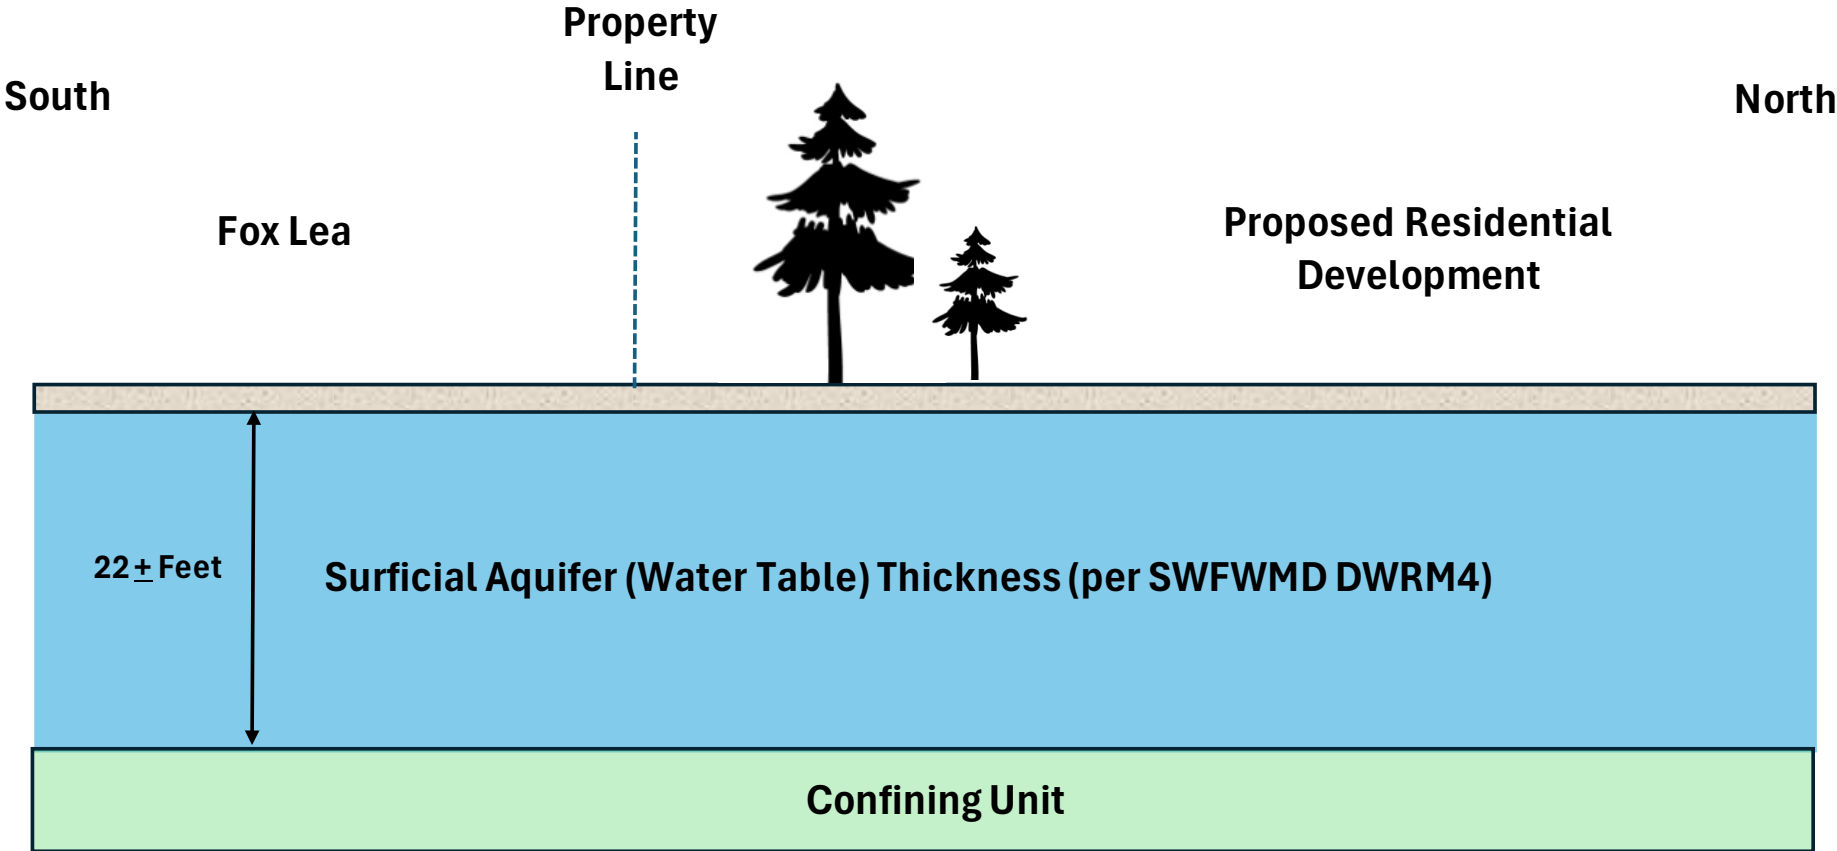 Property
Line
South
North
Fox Lea
Proposed Residential
Development
22 ± Feet
Surficial Aquifer (Water Table) Thickness (per SWFWMD DWRM4)
Confining Unit